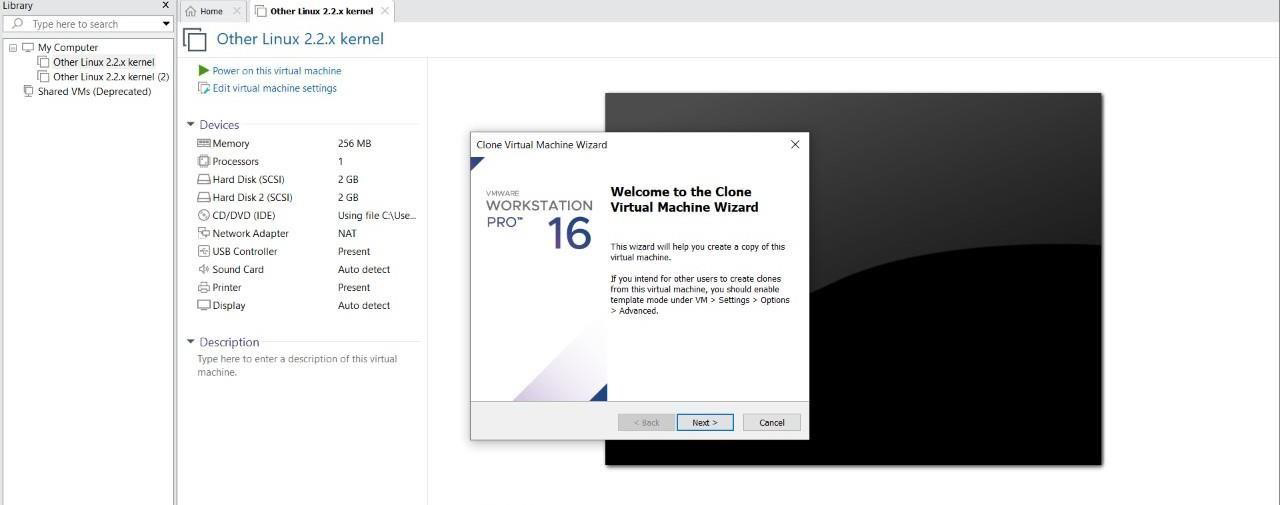 Library X
Type here to search
My Computer
Other Linux 2.2.x kernel
Other Linux 2.2.x kernel (2)
Shared VMs (Deprecated)
Home Other Linux 2.2.x kernel
Other Linux 2.2.x kernel
Power on this virtual machine
Edit virtual machine settings
Devices
Memory 256 MB
Processors 1
Hard Disk (SCSI) 2 GB
Hard Disk 2 (SCSI) 2 GB
CD/DVD (IDE) Using file C:\Use...
Network Adapter NAT
USB Controller Present
Sound Card Auto detect
Printer Present
Display Auto detect
Description
Type here to enter a description of this virtual
machine.
Clone Virtual Machine Wizard
VMWARE
WORKSTATION
PRO™ 16
Welcome to the Clone
Virtual Machine Wizard
This wizard will help you create a copy of this
virtual machine.
If you intend for other users to create clones
from this virtual machine, you should enable
template mode under VM > Settings > Options
> Advanced.
< Back Next > Cancel